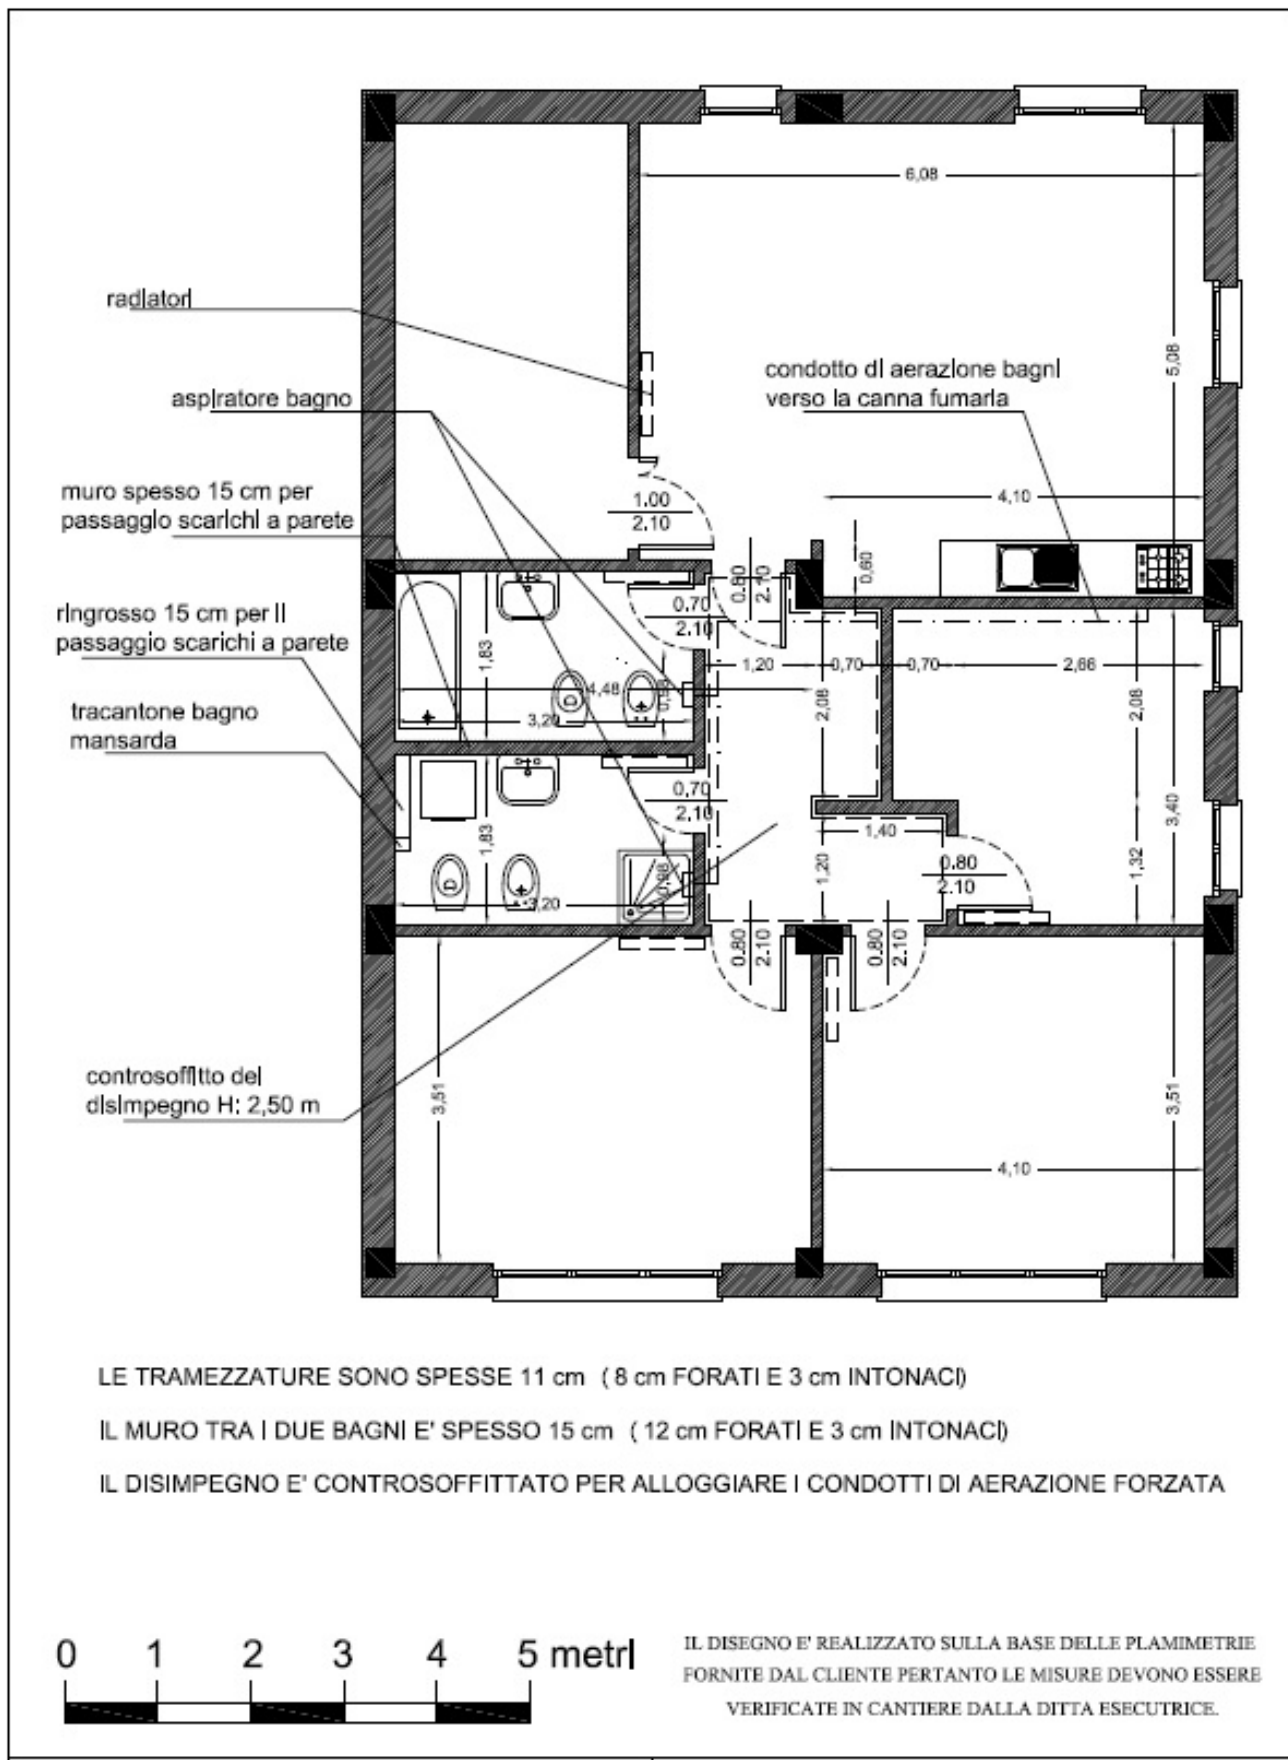 6,08
radiatori
condotto di aerazione bagni
verso la canna fumaria
5,08
aspiratore bagno
muro spesso 15 cm per
passaggio scarichi a parete
1.00
2.10
4,10
0,60
0.80
2.10
ringrosso 15 cm per il
passaggio scarichi a parete
0.70
2.10
1,83
1,20
0,70
0,70
2,66
4,48
0,98
3,20
2,08
2,08
tracantone bagno
mansarda
3,40
0.70
2.10
1,83
1,40
1,20
1,32
0.80
2.10
0,98
3,20
0.80
2.10
0.80
2.10
controsoffitto del
disimpegno H: 2,50 m
3,51
3,51
4,10
LE TRAMEZZATURE SONO SPESSE 11 cm ( 8 cm FORATI E 3 cm INTONACI)
IL MURO TRA I DUE BAGNI E' SPESSO 15 cm ( 12 cm FORATI E 3 cm INTONACI)
IL DISIMPEGNO E' CONTROSOFFITTATO PER ALLOGGIARE I CONDOTTI DI AERAZIONE FORZATA
0 1 2 3 4 5 metri
IL DISEGNO E' REALIZZATO SULLA BASE DELLE PLAMIMETRIE
FORNITE DAL CLIENTE PERTANTO LE MISURE DEVONO ESSERE
VERIFICATE IN CANTIERE DALLA DITTA ESECUTRICE.